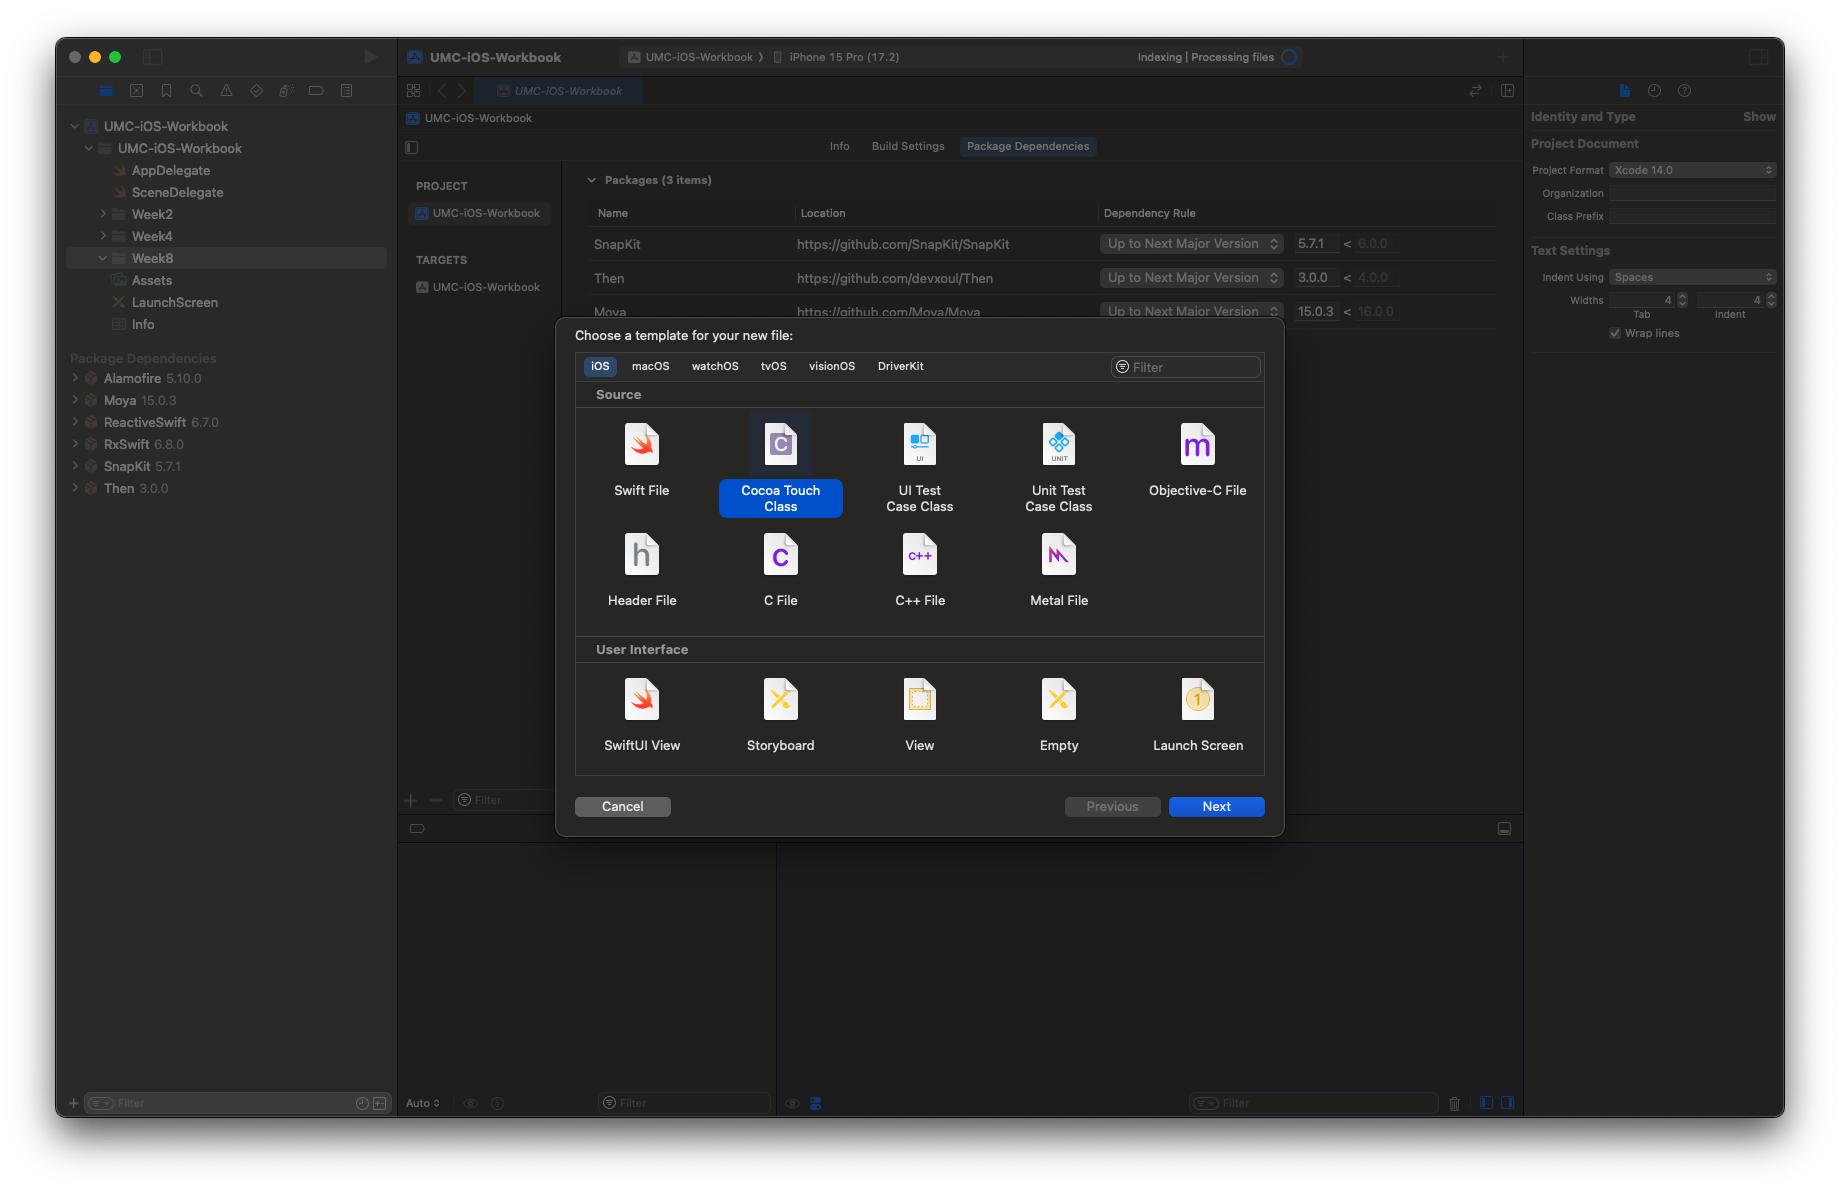 UMC-iOS-Workbook
UMC-iOS-Workbook
iPhone 15 Pro (17.2)
Indexing | Processing files
UMC-iOS-Workbook
UMC-iOS-Workbook
UMC-iOS-Workbook
UMC-iOS-Workbook
AppDelegate
SceneDelegate
Week2
Week4
Week8
Assets
LaunchScreen
Info
Package Dependencies
Alamofire 5.10.0
Moya 15.0.3
ReactiveSwift 6.7.0
RxSwift 6.8.0
SnapKit 5.7.1
Then 3.0.0
Filter
Info
Build Settings
Package Dependencies
PROJECT
UMC-iOS-Workbook
TARGETS
UMC-iOS-Workbook
Packages (3 items)
Name
Location
Dependency Rule
SnapKit
https://github.com/SnapKit/SnapKit
Up to Next Major Version
5.7.1 < 6.0.0
Then
https://github.com/devxoul/Then
Up to Next Major Version
3.0.0 < 4.0.0
Moya
https://github.com/Moya/Moya
Up to Next Major Version
15.0.3 < 16.0.0
Filter
Choose a template for your new file:
iOS
macOS
watchOS
tvOS
visionOS
DriverKit
Filter
Source
Swift File
C
Cocoa Touch
Class
UI
UI Test
Case Class
UNIT
Unit Test
Case Class
m
Objective-C File
h
Header File
C
C File
C++
C++ File
Metal File
User Interface
SwiftUI View
Storyboard
View
Empty
1
Launch Screen
Cancel
Previous
Next
Auto
Filter
Filter
Identity and Type
Show
Project Document
Project Format Xcode 14.0
Organization
Class Prefix
Text Settings
Indent Using Spaces
Widths 4 4
Tab Indent
Wrap lines